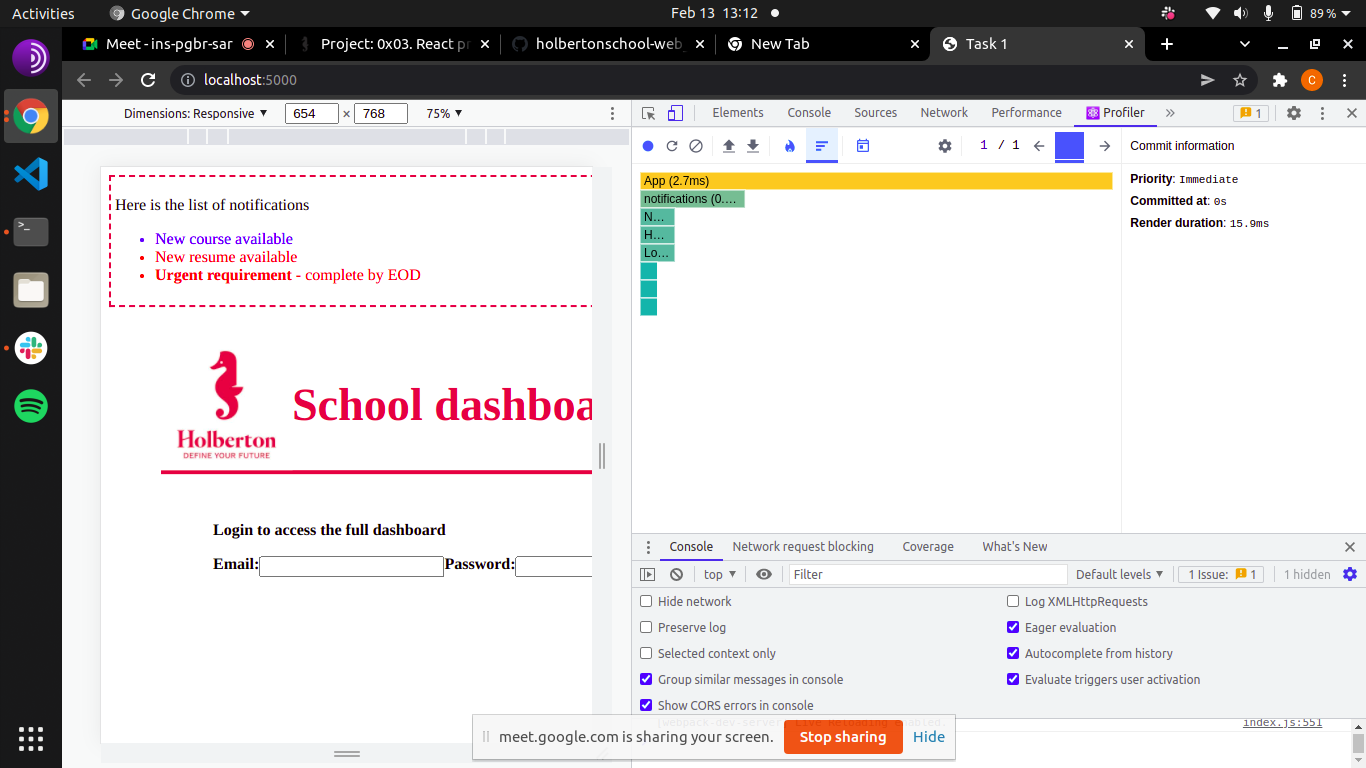 Activities
Google Chrome
Feb 13 13:12
89 %
Meet - ins-pgbr-sar
Project: 0x03. React pr
holbertonschool-web_
New Tab
Task 1
localhost:5000
C
Dimensions: Responsive
654 × 768
75%
Elements
Console
Sources
Network
Performance
Profiler
1
1 / 1
Commit information
Priority: Immediate
Committed at: 0s
Render duration: 15.9ms
App (2.7ms)
notifications (0....
N...
H...
Lo...
Here is the list of notifications
New course available
New resume available
Urgent requirement - complete by EOD
Holberton
DEFINE YOUR FUTURE
School dashboa
Login to access the full dashboard
Email:
Password:
Console
Network request blocking
Coverage
What's New
top
Filter
Default levels
1 Issue: 1
1 hidden
Hide network
Log XMLHttpRequests
Preserve log
Eager evaluation
Selected context only
Autocomplete from history
Group similar messages in console
Evaluate triggers user activation
Show CORS errors in console
[webpack-dev-server] Live Reloading enabled.
index.js:551
meet.google.com is sharing your screen.
Stop sharing
Hide